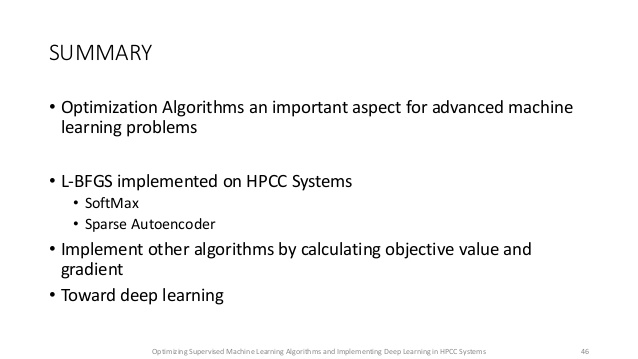 SUMMARY
• Optimization Algorithms an important aspect for advanced machine
learning problems
• L-BFGS implemented on HPCC Systems
• SoftMax
• Sparse Autoencoder
• Implement other algorithms by calculating objective value and
gradient
• Toward deep learning
Optimizing Supervised Machine Learning Algorithms and Implementing Deep Learning in HPCC Systems
46